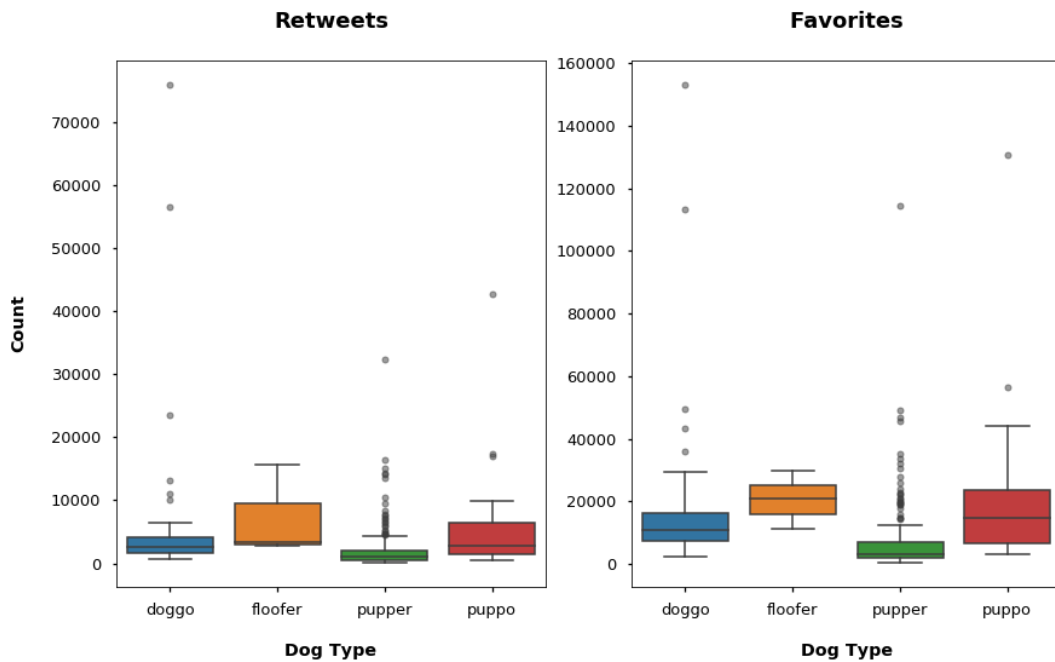 Retweets
Favorites
Count
70000
60000
50000
40000
30000
20000
10000
0
160000
140000
120000
100000
80000
60000
40000
20000
0
doggo
floofer
pupper
puppo
doggo
floofer
pupper
puppo
Dog Type
Dog Type